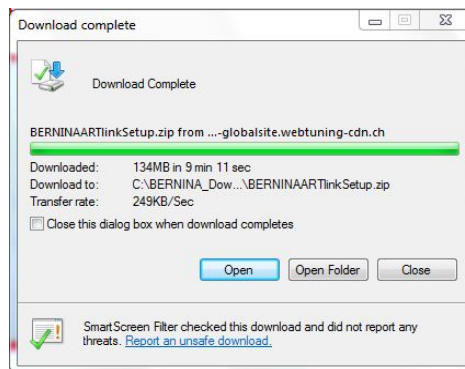 Download complete
Download Complete
BERNINAARTlinkSetup.zip from ...-globalsite.webtuning-cdn.ch
Downloaded: 134MB in 9 min 11 sec
Download to: C:\BERNINA_Dow...\BERNINAARTlinkSetup.zip
Transfer rate: 249KB/Sec
Close this dialog box when download completes
Open Open Folder Close
SmartScreen Filter checked this download and did not report any
threats. Report an unsafe download.